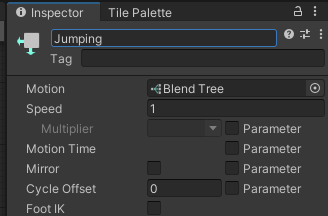 Inspector Tile Palette
Jumping
Tag
Motion Blend Tree
Speed 1
Multiplier Parameter
Motion Time Parameter
Mirror Parameter
Cycle Offset 0 Parameter
Foot IK